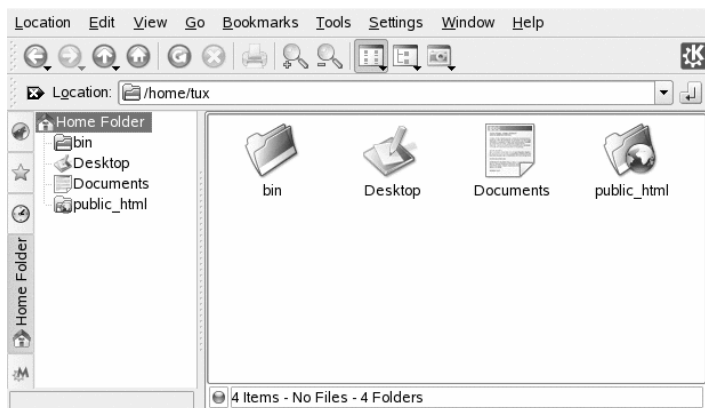 Location Edit View Go Bookmarks Tools Settings Window Help
Location: /home/tux
Home Folder
bin
Desktop
Documents
public_html
bin Desktop Documents public_html
Home Folder
4 Items - No Files - 4 Folders